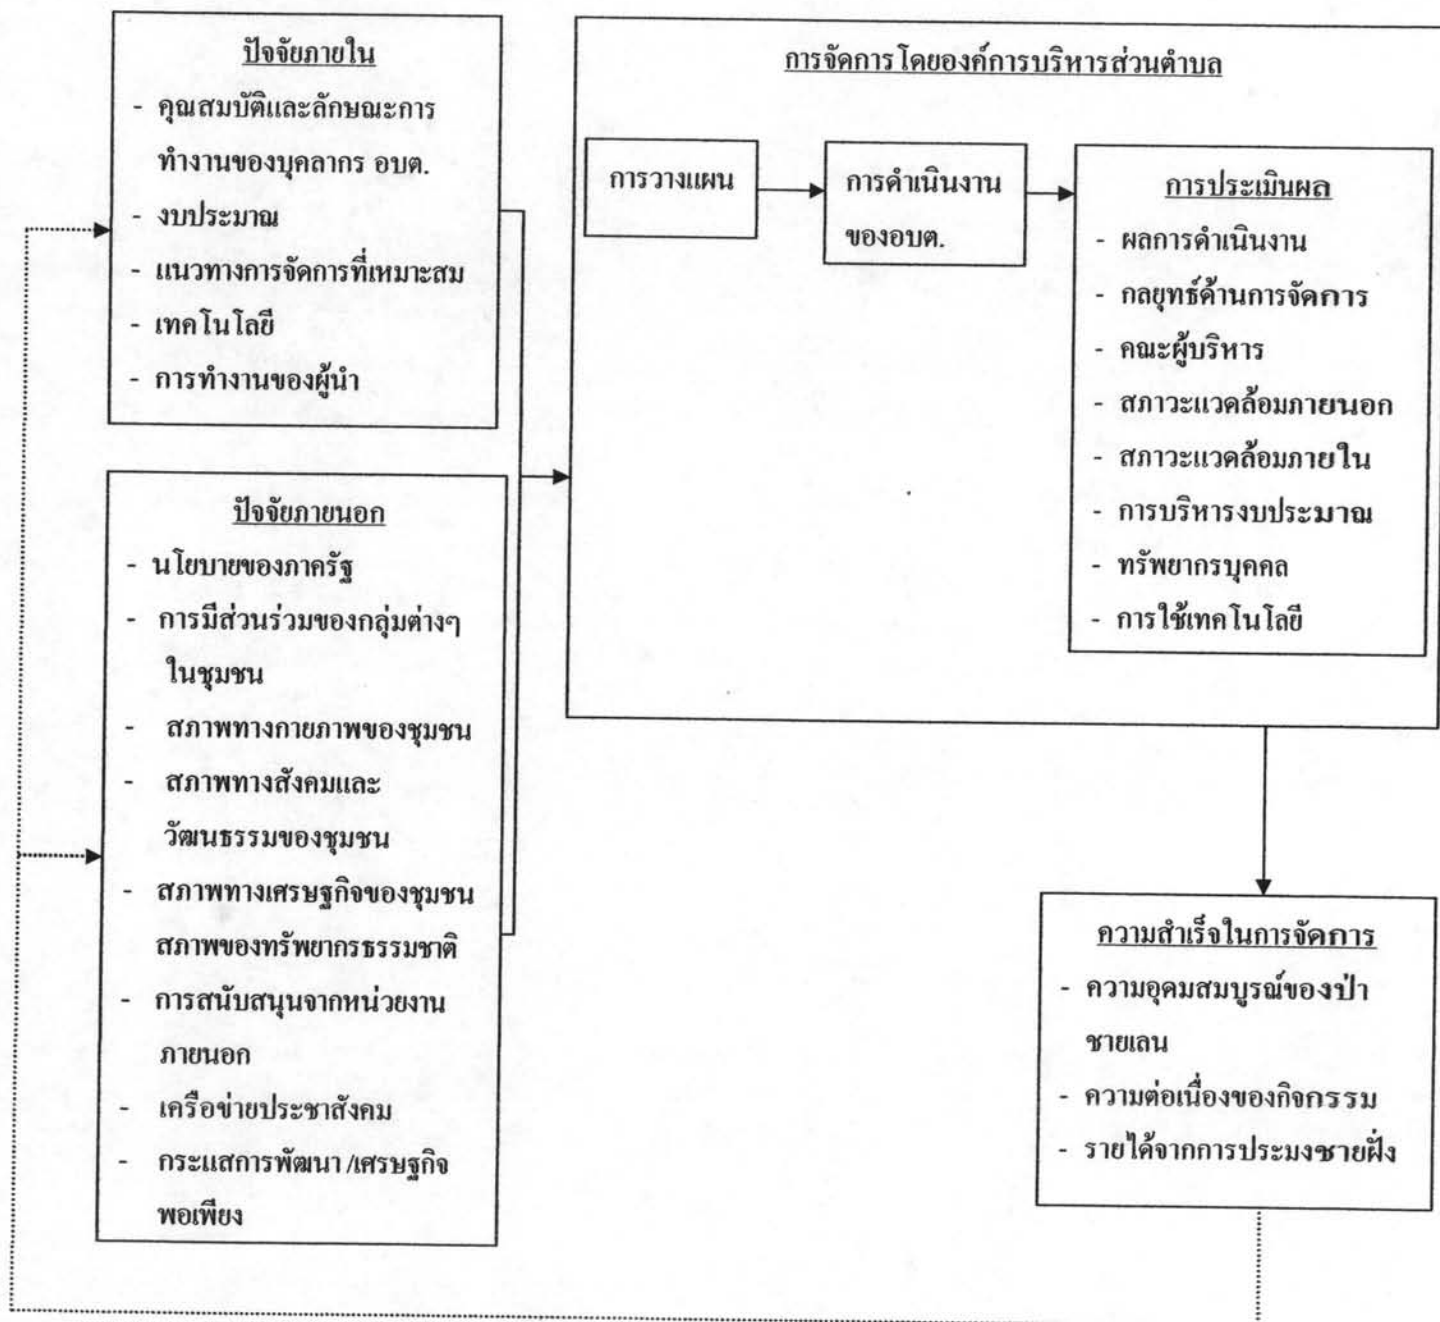 ปัจจัยภายใน
- คุณสมบัติและลักษณะการ
ทำงานของบุคลากร อบต.
- งบประมาณ
- แนวทางการจัดการที่เหมาะสม
- เทคโนโลยี
- การทำงานของผู้นำ
ปัจจัยภายนอก
- นโยบายของภาครัฐ
- การมีส่วนร่วมของกลุ่มต่างๆ
ในชุมชน
- สภาพทางกายภาพของชุมชน
- สภาพทางสังคมและ
วัฒนธรรมของชุมชน
- สภาพทางเศรษฐกิจของชุมชน
สภาพของทรัพยากรธรรมชาติ
- การสนับสนุนจากหน่วยงาน
ภายนอก
- เครือข่ายประชาสังคม
- กระแสการพัฒนา /เศรษฐกิจ
พอเพียง
การจัดการโดยองค์การบริหารส่วนตำบล
การวางแผน
การดำเนินงาน
ของอบต.
การประเมินผล
- ผลการดำเนินงาน
- กลยุทธ์ด้านการจัดการ
- คณะผู้บริหาร
- สภาวะแวดล้อมภายนอก
- สภาวะแวดล้อมภายใน
- การบริหารงบประมาณ
- ทรัพยากรบุคคล
- การใช้เทคโนโลยี
ความสำเร็จในการจัดการ
- ความอุดมสมบูรณ์ของป่า
ชายเลน
- ความต่อเนื่องของกิจกรรม
- รายได้จากการประมงชายฝั่ง